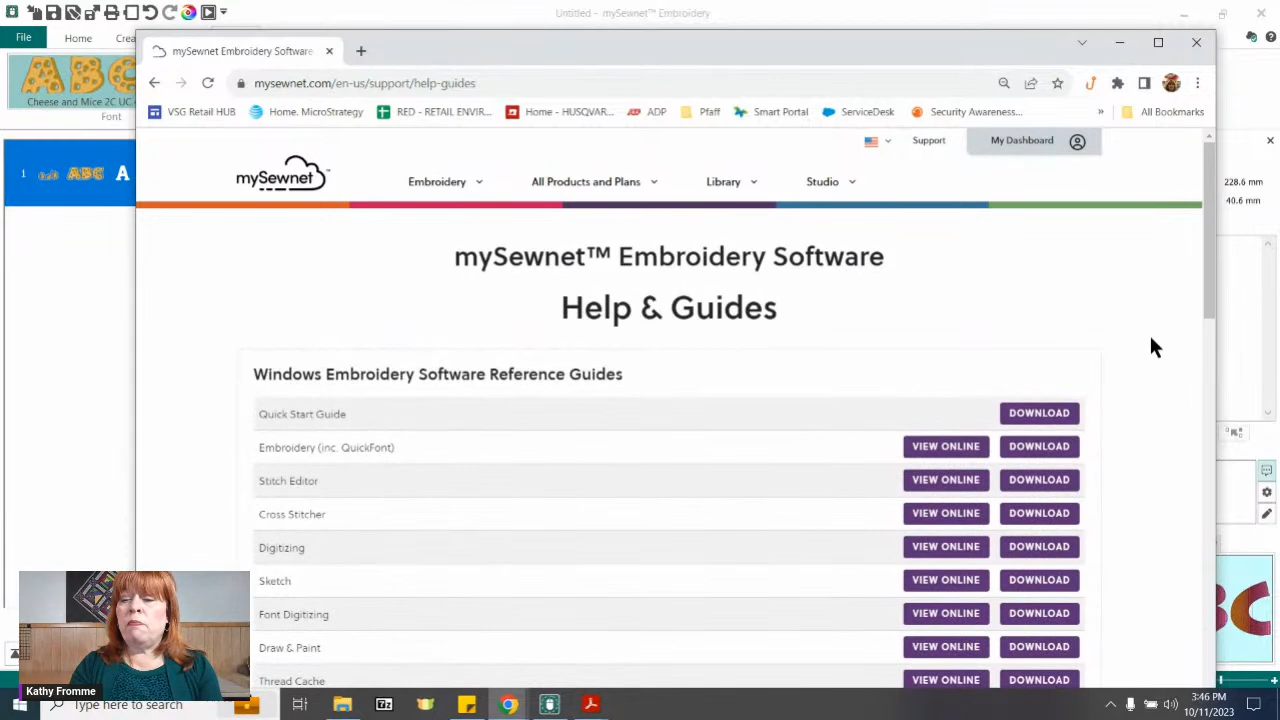 Untitled - mySewnet™ Embroidery
File
Home
Crea
mySewnet Embroidery Software
mysewnet.com/en-us/support/help-guides
VSG Retail HUB
Home. MicroStrategy
RED - RETAIL ENVIR...
Home - HUSQVAR...
ADP
Pfaff
Smart Portal
ServiceDesk
Security Awareness...
»
All Bookmarks
ABC
Cheese and Mice 2C UC
Font
1 ABC A
mySewnet™
Support
My Dashboard
Embroidery
All Products and Plans
Library
Studio
228.6 mm
40.6 mm
mySewnet™ Embroidery Software
Help & Guides
Windows Embroidery Software Reference Guides
Quick Start Guide DOWNLOAD
Embroidery (inc. QuickFont) VIEW ONLINE DOWNLOAD
Stitch Editor VIEW ONLINE DOWNLOAD
Cross Stitcher VIEW ONLINE DOWNLOAD
Digitizing VIEW ONLINE DOWNLOAD
Sketch VIEW ONLINE DOWNLOAD
Font Digitizing VIEW ONLINE DOWNLOAD
Draw & Paint VIEW ONLINE DOWNLOAD
Thread Cache VIEW ONLINE DOWNLOAD
Kathy Fromme
Type here to search
3:46 PM
10/11/2023